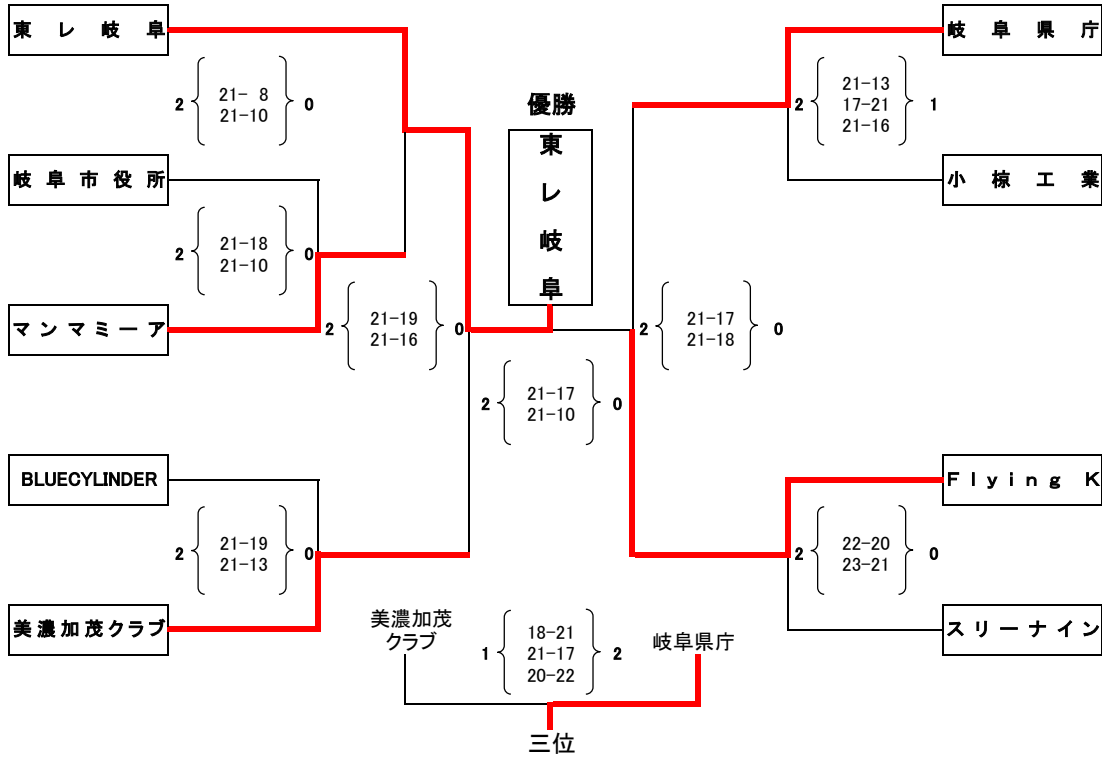 東レ岐阜
2 21- 8 0
21-10
岐阜市役所
2 21-18 0
21-10
マンマミーア
2 21-19 0
21-16
BLUECYLINDER
2 21-19 0
21-13
美濃加茂クラブ
優勝
東レ岐阜
2 21-17 0
21-10
岐阜県庁
21-13
2 17-21 1
21-16
小椋工業
2 21-17 0
21-18
Flying K
2 22-20 0
23-21
スリーナイン
美濃加茂
クラブ
18-21
1 21-17 2
20-22
岐阜県庁
三位